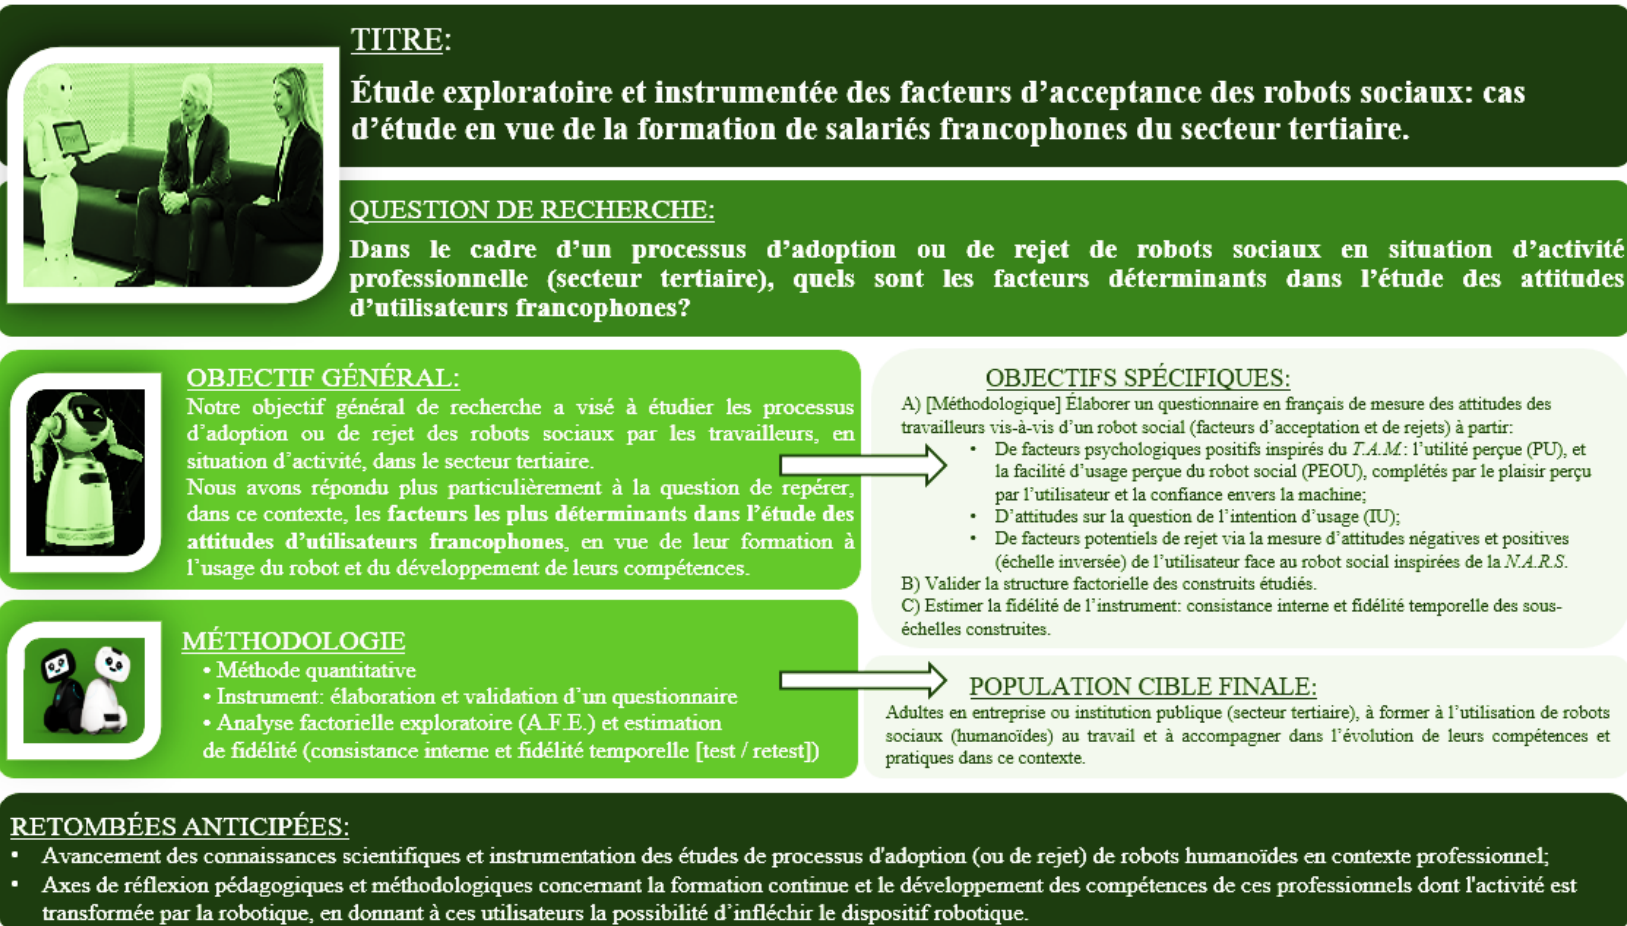 TITRE:
Étude exploratoire et instrumentée des facteurs d’acceptance des robots sociaux: cas
d’étude en vue de la formation de salariés francophones du secteur tertiaire.
QUESTION DE RECHERCHE:
Dans le cadre d’un processus d’adoption ou de rejet de robots sociaux en situation d’activité
professionnelle (secteur tertiaire), quels sont les facteurs déterminants dans l’étude des attitudes
d’utilisateurs francophones?
OBJECTIF GÉNÉRAL:
Notre objectif général de recherche a visé à étudier les processus
d’adoption ou de rejet des robots sociaux par les travailleurs, en
situation d’activité, dans le secteur tertiaire.
Nous avons répondu plus particulièrement à la question de repérer,
dans ce contexte, les facteurs les plus déterminants dans l’étude des
attitudes d’utilisateurs francophones, en vue de leur formation à
l’usage du robot et du développement de leurs compétences.
OBJECTIFS SPÉCIFIQUES:
A) [Méthodologique] Élaborer un questionnaire en français de mesure des attitudes des
travailleurs vis-à-vis d’un robot social (facteurs d’acceptation et de rejets) à partir:
• De facteurs psychologiques positifs inspirés du T.A.M.: l’utilité perçue (PU), et
la facilité d’usage perçue du robot social (PEOU), complétés par le plaisir perçu
par l’utilisateur et la confiance envers la machine;
• D’attitudes sur la question de l’intention d’usage (IU);
• De facteurs potentiels de rejet via la mesure d’attitudes négatives et positives
(échelle inversée) de l’utilisateur face au robot social inspirées de la N.A.R.S.
B) Valider la structure factorielle des construits étudiés.
C) Estimer la fidélité de l’instrument: consistance interne et fidélité temporelle des sous-
échelles construites.
MÉTHODOLOGIE
• Méthode quantitative
• Instrument: élaboration et validation d’un questionnaire
• Analyse factorielle exploratoire (A.F.E.) et estimation
de fidélité (consistance interne et fidélité temporelle [test / retest])
POPULATION CIBLE FINALE:
Adultes en entreprise ou institution publique (secteur tertiaire), à former à l’utilisation de robots
sociaux (humanoïdes) au travail et à accompagner dans l’évolution de leurs compétences et
pratiques dans ce contexte.
RETOMBÉES ANTICIPÉES:
• Avancement des connaissances scientifiques et instrumentation des études de processus d'adoption (ou de rejet) de robots humanoïdes en contexte professionnel;
• Axes de réflexion pédagogiques et méthodologiques concernant la formation continue et le développement des compétences de ces professionnels dont l'activité est
transformée par la robotique, en donnant à ces utilisateurs la possibilité d’infléchir le dispositif robotique.